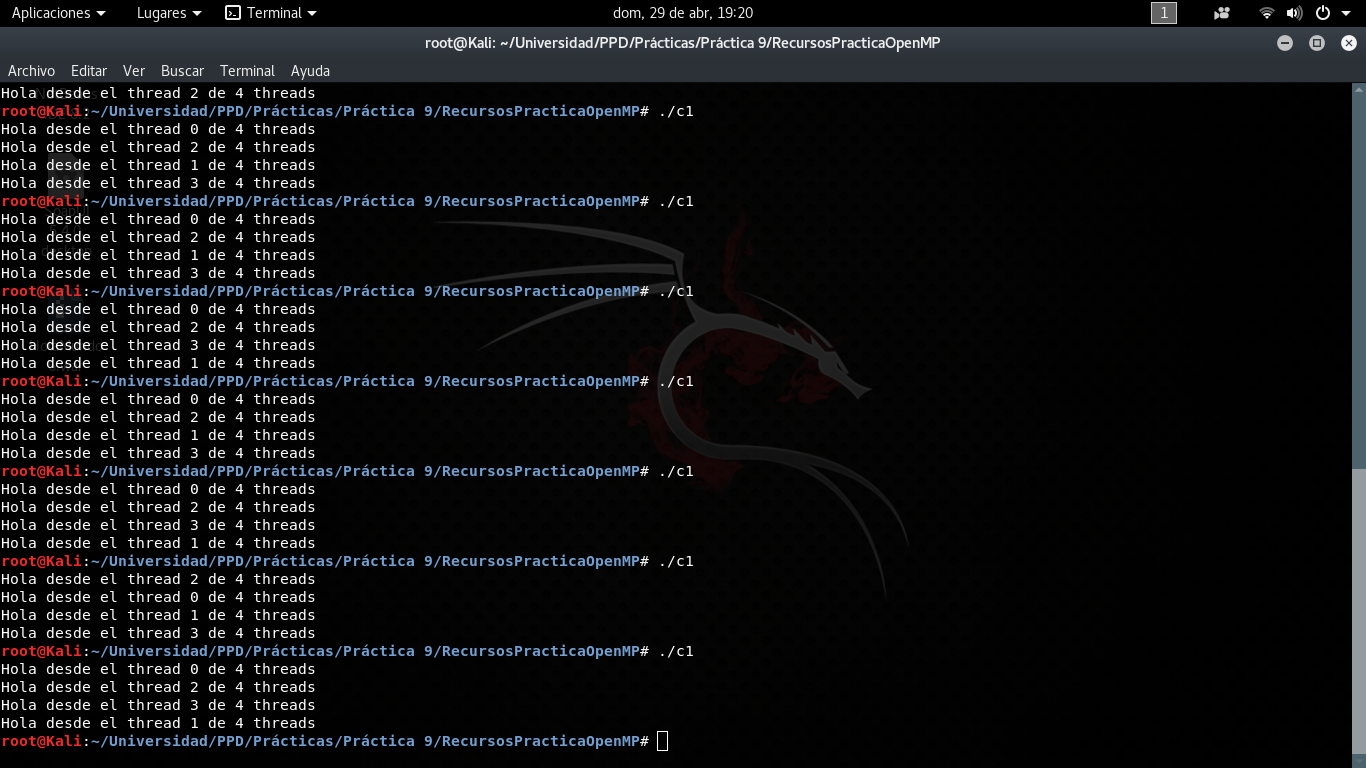 Aplicaciones Lugares Terminal dom, 29 de abr, 19:20 1
root@Kali: ~/Universidad/PPD/Prácticas/Práctica 9/RecursosPracticaOpenMP
Archivo Editar Ver Buscar Terminal Ayuda
Hola desde el thread 2 de 4 threads
root@Kali:~/Universidad/PPD/Prácticas/Práctica 9/RecursosPracticaOpenMP# ./c1
Hola desde el thread 0 de 4 threads
Hola desde el thread 2 de 4 threads
Hola desde el thread 1 de 4 threads
Hola desde el thread 3 de 4 threads
root@Kali:~/Universidad/PPD/Prácticas/Práctica 9/RecursosPracticaOpenMP# ./c1
Hola desde el thread 0 de 4 threads
Hola desde el thread 2 de 4 threads
Hola desde el thread 1 de 4 threads
Hola desde el thread 3 de 4 threads
root@Kali:~/Universidad/PPD/Prácticas/Práctica 9/RecursosPracticaOpenMP# ./c1
Hola desde el thread 0 de 4 threads
Hola desde el thread 2 de 4 threads
Hola desde el thread 3 de 4 threads
Hola desde el thread 1 de 4 threads
root@Kali:~/Universidad/PPD/Prácticas/Práctica 9/RecursosPracticaOpenMP# ./c1
Hola desde el thread 0 de 4 threads
Hola desde el thread 2 de 4 threads
Hola desde el thread 1 de 4 threads
Hola desde el thread 3 de 4 threads
root@Kali:~/Universidad/PPD/Prácticas/Práctica 9/RecursosPracticaOpenMP# ./c1
Hola desde el thread 0 de 4 threads
Hola desde el thread 2 de 4 threads
Hola desde el thread 3 de 4 threads
Hola desde el thread 1 de 4 threads
root@Kali:~/Universidad/PPD/Prácticas/Práctica 9/RecursosPracticaOpenMP# ./c1
Hola desde el thread 2 de 4 threads
Hola desde el thread 0 de 4 threads
Hola desde el thread 1 de 4 threads
Hola desde el thread 3 de 4 threads
root@Kali:~/Universidad/PPD/Prácticas/Práctica 9/RecursosPracticaOpenMP# ./c1
Hola desde el thread 0 de 4 threads
Hola desde el thread 2 de 4 threads
Hola desde el thread 3 de 4 threads
Hola desde el thread 1 de 4 threads
root@Kali:~/Universidad/PPD/Prácticas/Práctica 9/RecursosPracticaOpenMP#